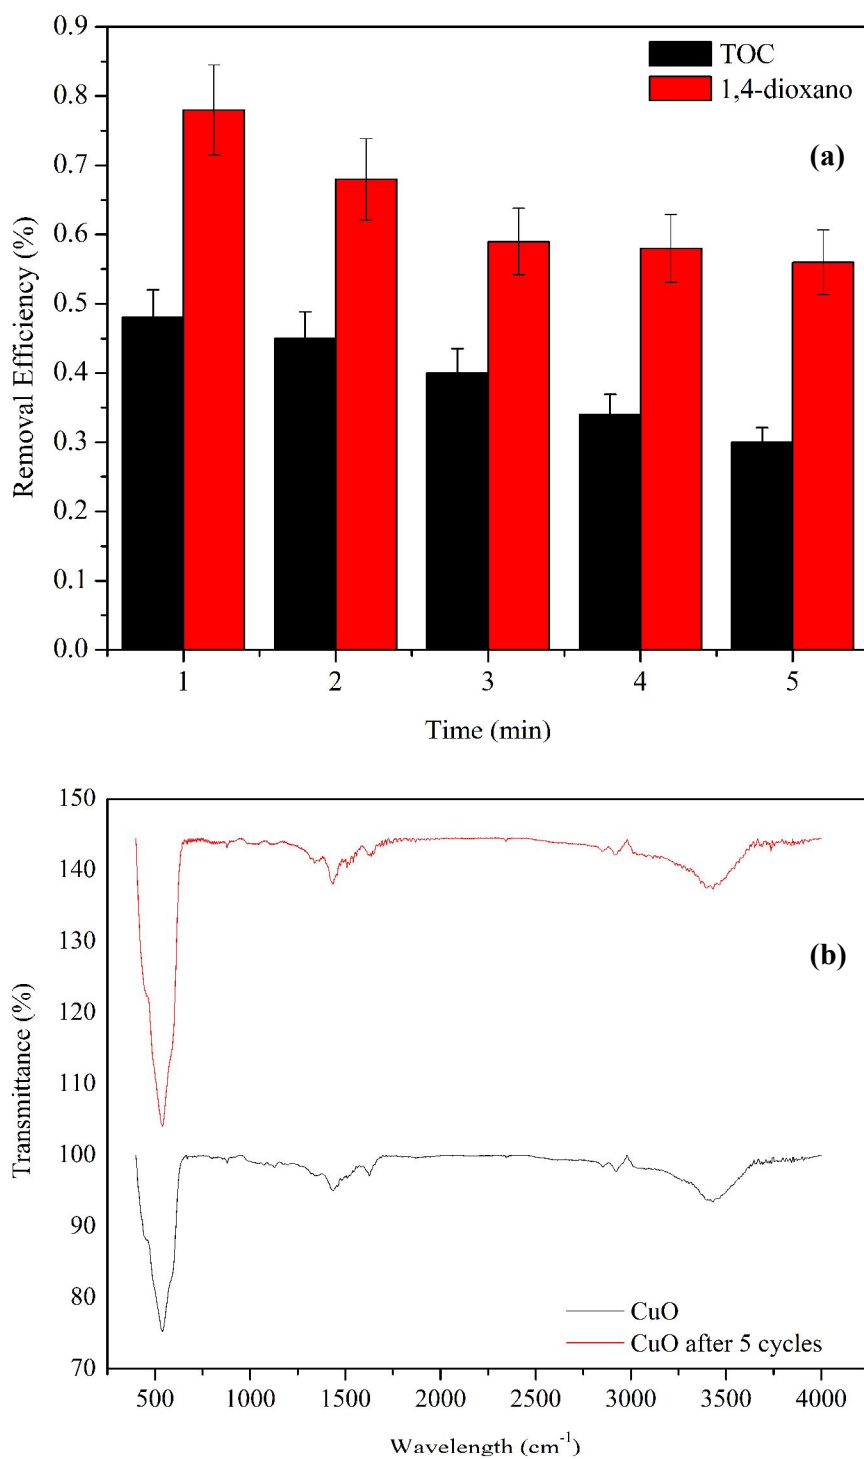 0.9
0.8
0.7
0.6
0.5
0.4
0.3
0.2
0.1
0.0
Removal Efficiency (%)
TOC
1,4-dioxano
(a)
1 2 3 4 5
Time (min)
150
140
130
120
110
100
90
80
70
Transmittance (%)
(b)
CuO
CuO after 5 cycles
500 1000 1500 2000 2500 3000 3500 4000
Wavelength (cm⁻¹)